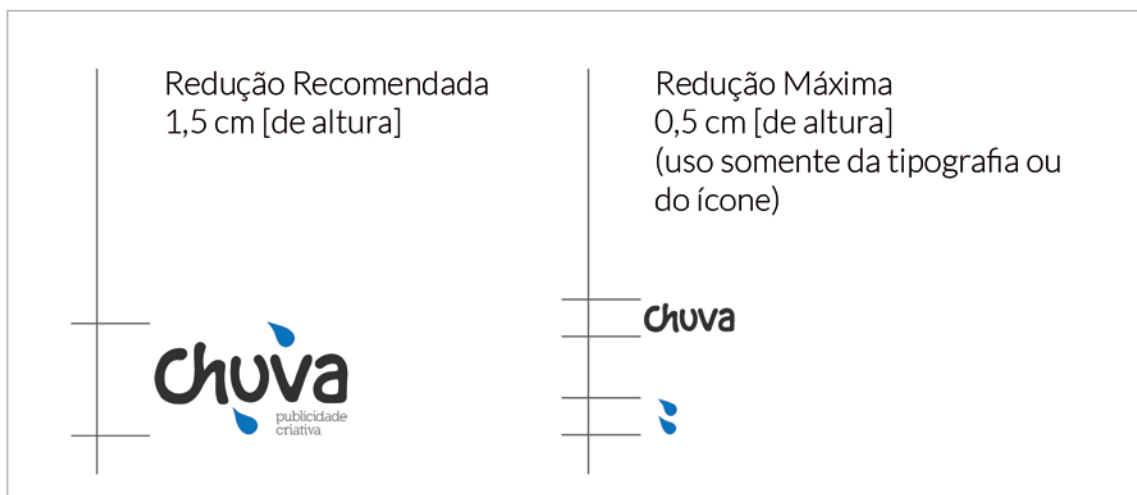 Redução Recomendada
1,5 cm [de altura]
Redução Máxima
0,5 cm [de altura]
(uso somente da tipografia ou
do ícone)
chuva
publicidade
criativa
chuva